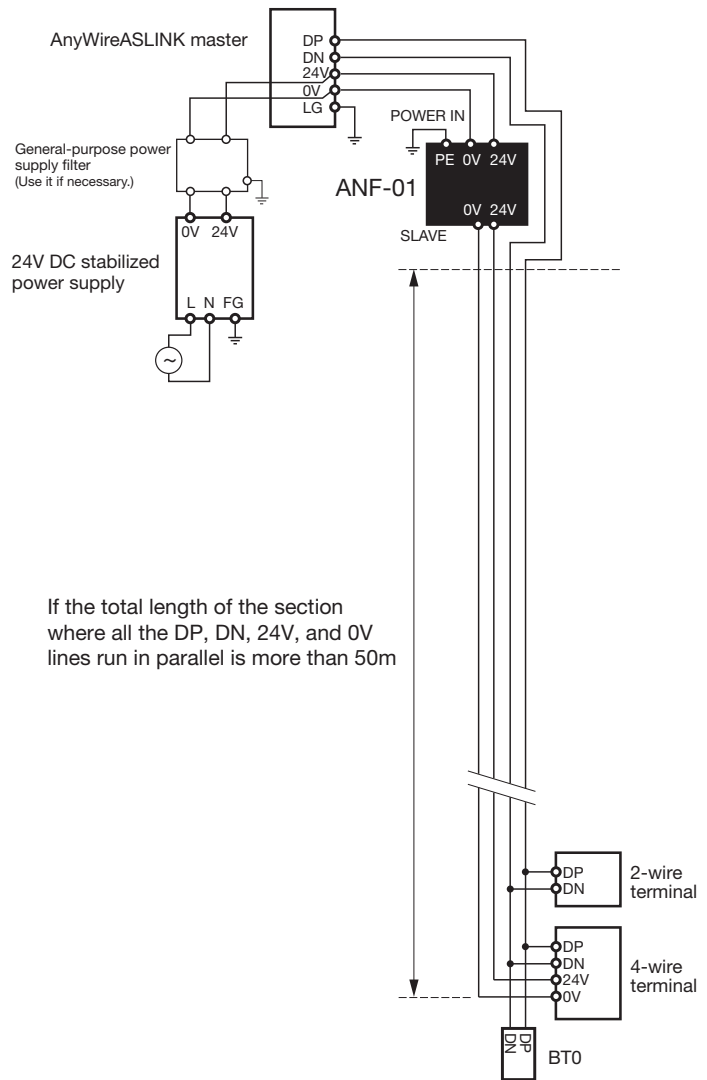 AnyWireASLINK master
DP
DN
24V
0V
LG
POWER IN
PE 0V 24V
ANF-01
0V 24V
SLAVE
General-purpose power
supply filter
(Use it if necessary.)
0V 24V
24V DC stabilized
power supply
L N FG
~
If the total length of the section
where all the DP, DN, 24V, and 0V
lines run in parallel is more than 50m
DP
DN
2-wire
terminal
DP
DN
24V
0V
4-wire
terminal
DN
DP
BT0